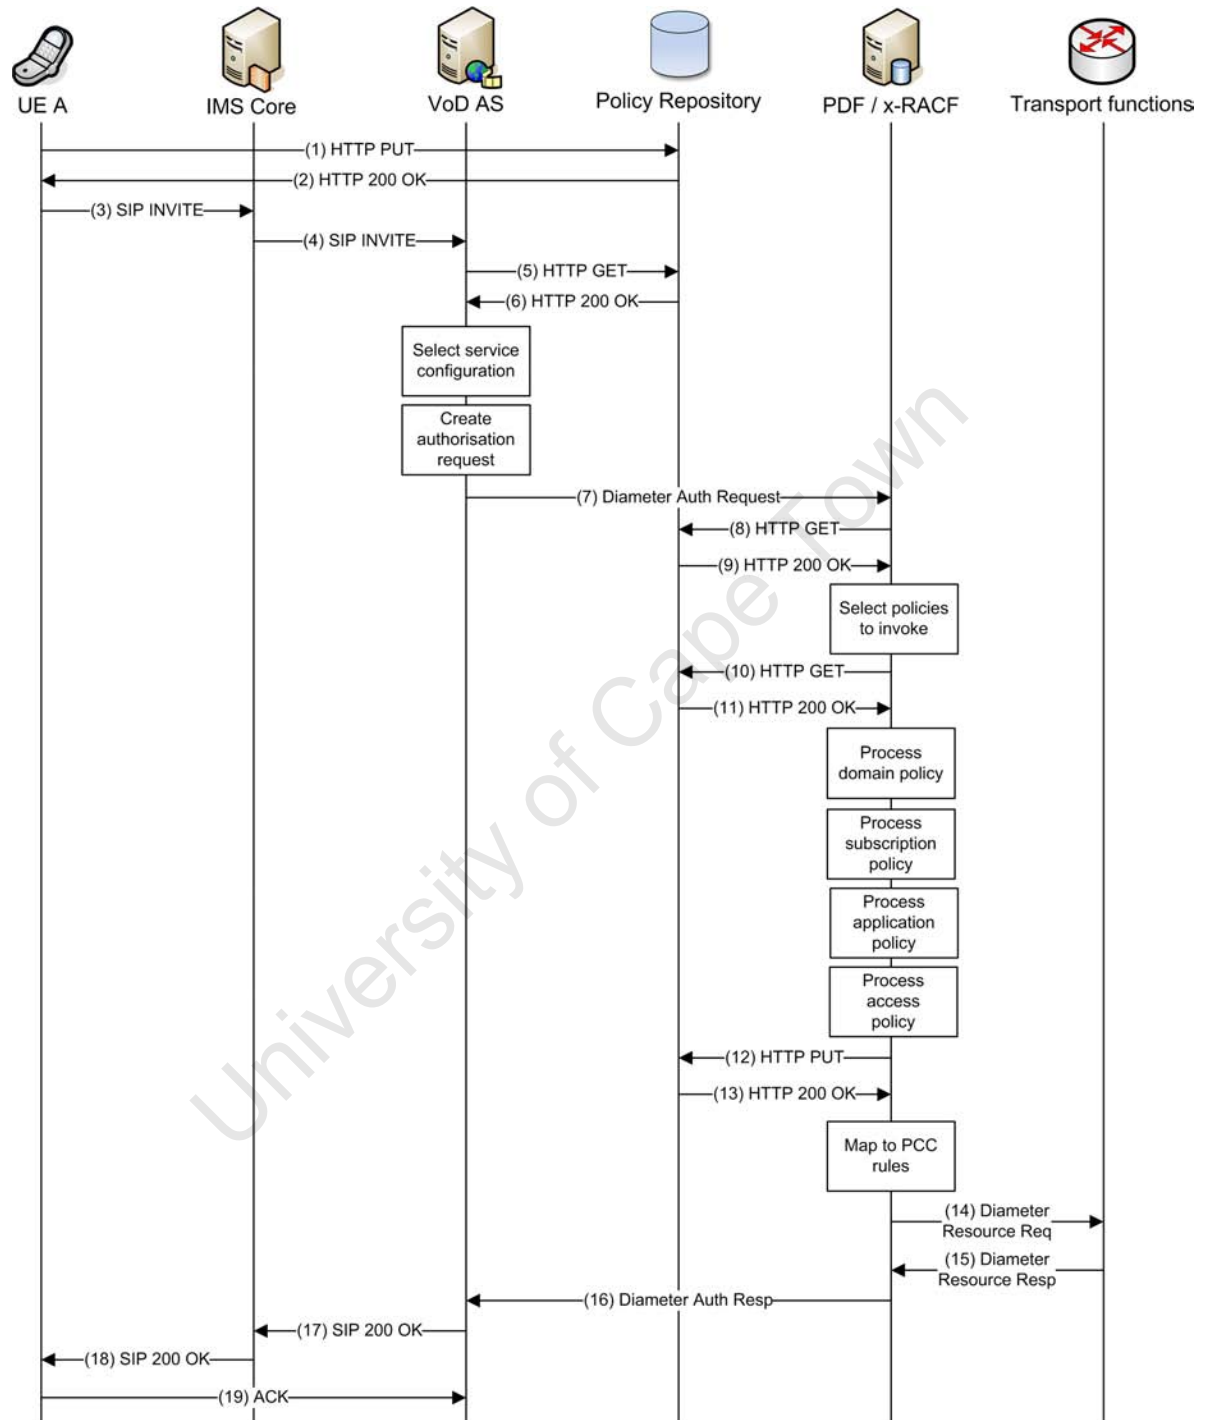 UE A
IMS Core
VoD AS
Policy Repository
PDF / x-RACF
Transport functions
(1) HTTP PUT
(2) HTTP 200 OK
(3) SIP INVITE
(4) SIP INVITE
(5) HTTP GET
(6) HTTP 200 OK
Select service
configuration
Create
authorisation
request
(7) Diameter Auth Request
(8) HTTP GET
(9) HTTP 200 OK
Select policies
to invoke
(10) HTTP GET
(11) HTTP 200 OK
Process
domain policy
Process
subscription
policy
Process
application
policy
Process
access
policy
(12) HTTP PUT
(13) HTTP 200 OK
Map to PCC
rules
(14) Diameter
Resource Req
(15) Diameter
Resource Resp
(16) Diameter Auth Resp
(17) SIP 200 OK
(18) SIP 200 OK
(19) ACK
University of Cape Town